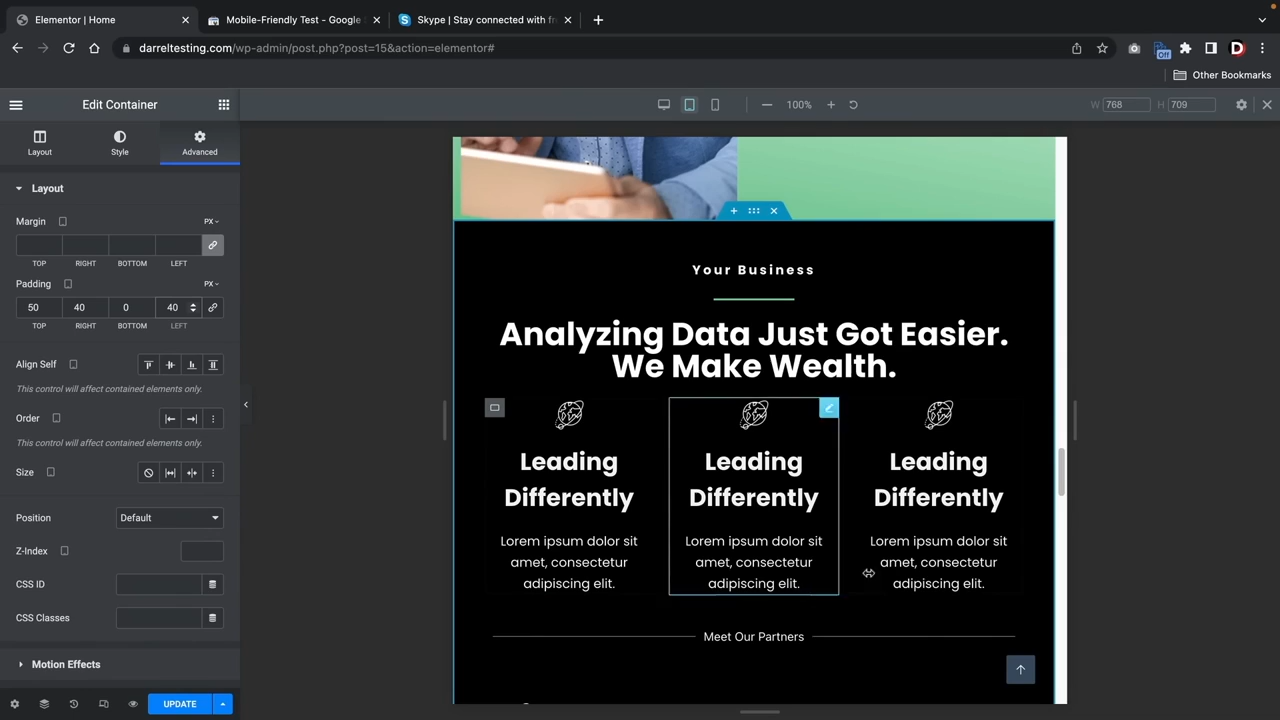 Elementor | Home
Mobile-Friendly Test - Google
Skype | Stay connected with fr
darreltesting.com/wp-admin/post.php?post=15&action=elementor#
Off
D
Other Bookmarks
Edit Container
100%
W 768 H 709
Layout
Style
Advanced
Layout
Margin
PX
TOP RIGHT BOTTOM LEFT
Padding
PX
50 40 0 40
TOP RIGHT BOTTOM LEFT
Align Self
This control will affect contained elements only.
Order
This control will affect contained elements only.
Size
Position
Default
Z-Index
CSS ID
CSS Classes
Motion Effects
UPDATE
Your Business
Analyzing Data Just Got Easier.
We Make Wealth.
Leading
Differently
Lorem ipsum dolor sit
amet, consectetur
adipiscing elit.
Leading
Differently
Lorem ipsum dolor sit
amet, consectetur
adipiscing elit.
Leading
Differently
Lorem ipsum dolor sit
amet, consectetur
adipiscing elit.
Meet Our Partners